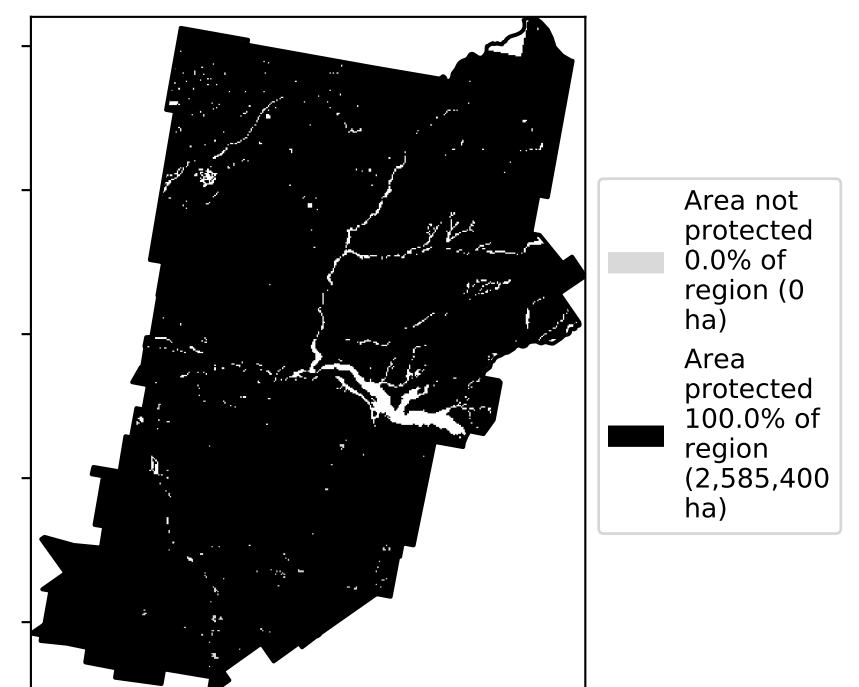 Area not
protected
0.0% of
region (0
ha)
Area
protected
100.0% of
region
(2,585,400
ha)